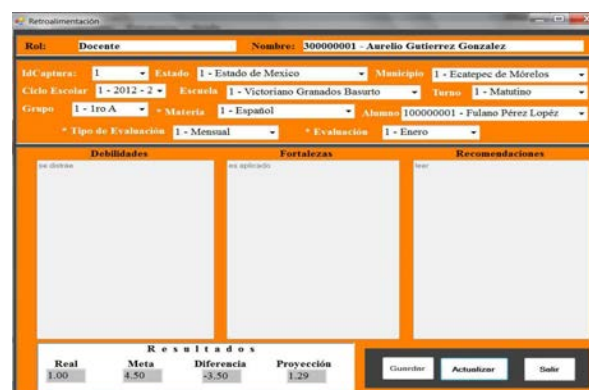 Retroalimentación
Rol: Docente Nombre: 300000001 - Aurelio Gutierrez Gonzalez
IdCaptura: 1 Estado 1 - Estado de Mexico Municipio 1 - Ecatepec de Mórelos
Ciclo Escolar 1 - 2012 - 2 Escuela 1 - Victoriano Granados Basurto Turno 1 - Matutino
Grupo 1 - 1ro A * Materia 1 - Español Alumno 100000001 - Fulano Pérez Lopéz
* Tipo de Evaluación 1 - Mensual * Evaluación 1 - Enero
Debilidades Fortalezas Recomendaciones
se distráe es aplicado leer
Resultados
Real Meta Diferencia Proyección
1.00 4.50 -3.50 1.29
Guardar Actualizar Salir